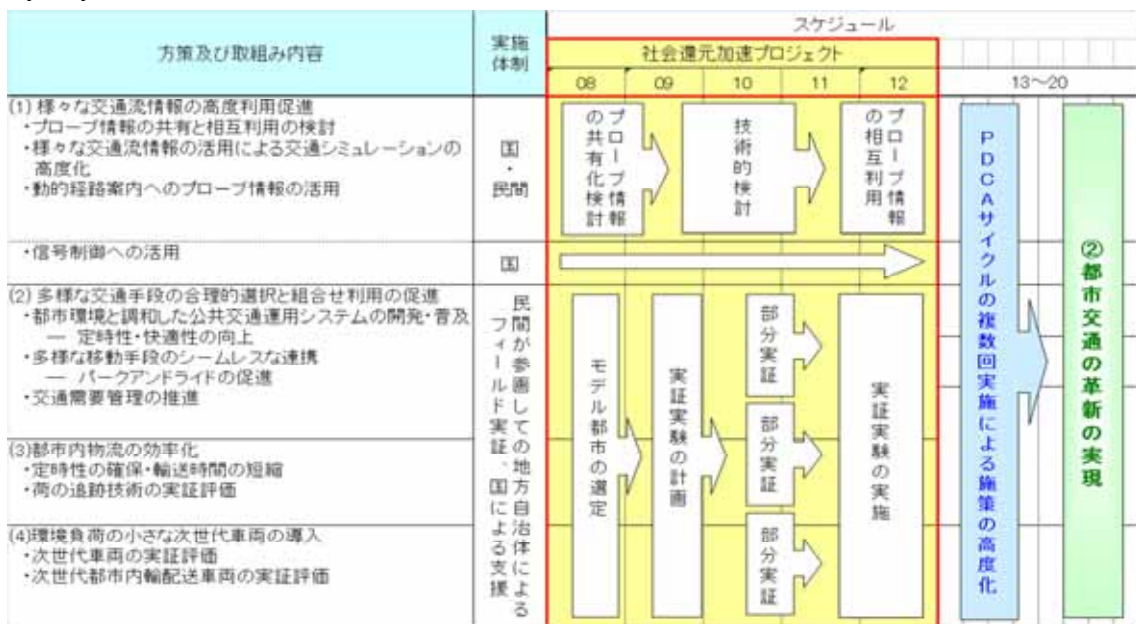 スケジュール
方策及び取組み内容
実施
体制
社会還元加速プロジェクト
08 09 10 11 12
13～20
(1) 様々な交通流情報の高度利用促進
・プローブ情報の共有と相互利用の検討
・様々な交通流情報の活用による交通シミュレーションの
高度化
・動的経路案内へのプローブ情報の活用
国
・
民間
プローブ情報
の共有化検討
技術的検討
プローブ情報
の相互利用
・信号制御への活用
国
(2) 多様な交通手段の合理的選択と組合せ利用の促進
・都市環境と調和した公共交通運用システムの開発・普及
― 定時性・快適性の向上
・多様な移動手段のシームレスな連携
― パークアンドライドの促進
・交通需要管理の推進
(3)都市内物流の効率化
・定時性の確保・輸送時間の短縮
・荷の追跡技術の実証評価
(4)環境負荷の小さな次世代車両の導入
・次世代車両の実証評価
・次世代都市内輸配送車両の実証評価
民間が参画しての地方自治体による
フィールド実証、国による支援
モデル都市の選定
実証実験の計画
部分実証
部分実証
部分実証
実証実験の実施
PDCAサイクルの複数回実施による施策の高度化
②都市交通の革新の実現